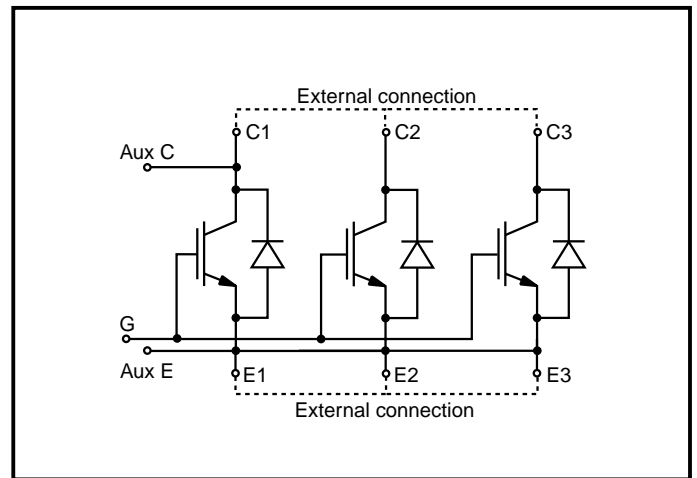 External connection
C1
C2
C3
Aux C
G
Aux E
E1
E2
E3
External connection